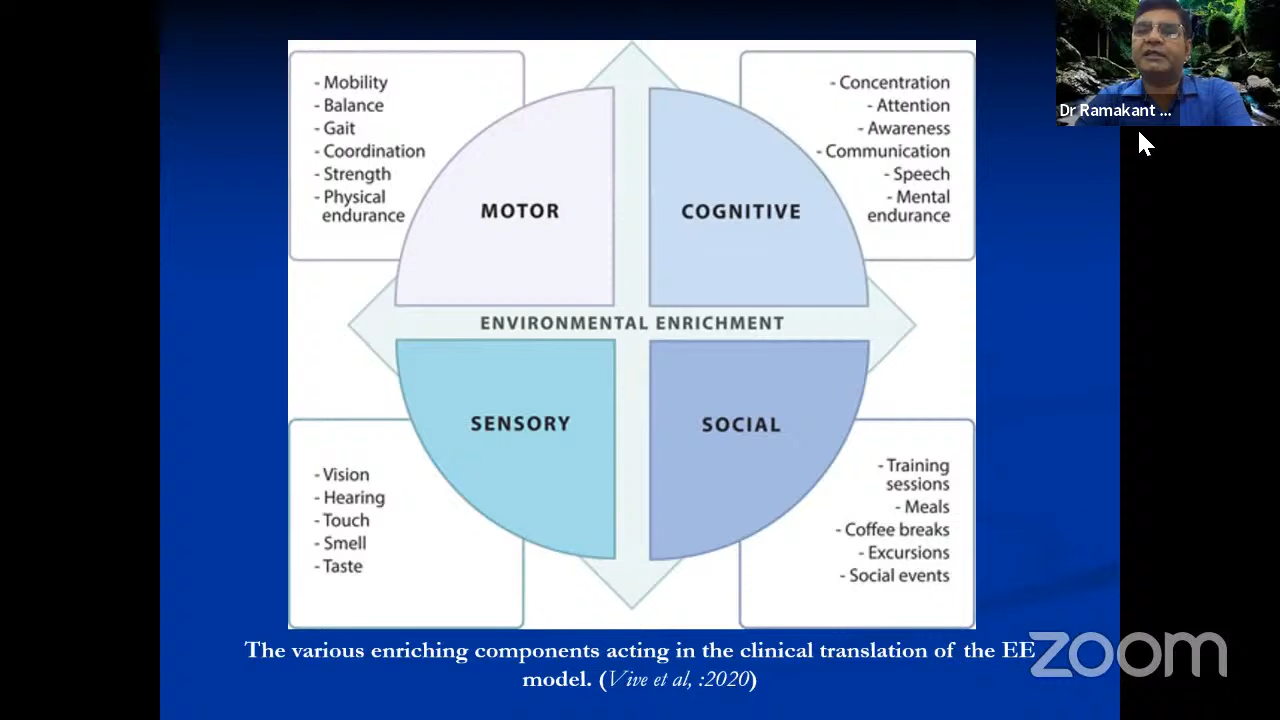 Dr Ramakant ...
- Mobility
- Balance
- Gait
- Coordination
- Strength
- Physical
endurance
- Concentration
- Attention
- Awareness
- Communication
- Speech
- Mental
endurance
MOTOR
COGNITIVE
ENVIRONMENTAL ENRICHMENT
SENSORY
SOCIAL
- Vision
- Hearing
- Touch
- Smell
- Taste
- Training
sessions
- Meals
- Coffee breaks
- Excursions
- Social events
The various enriching components acting in the clinical translation of the EE
model. (Vive et al, :2020)
zoom